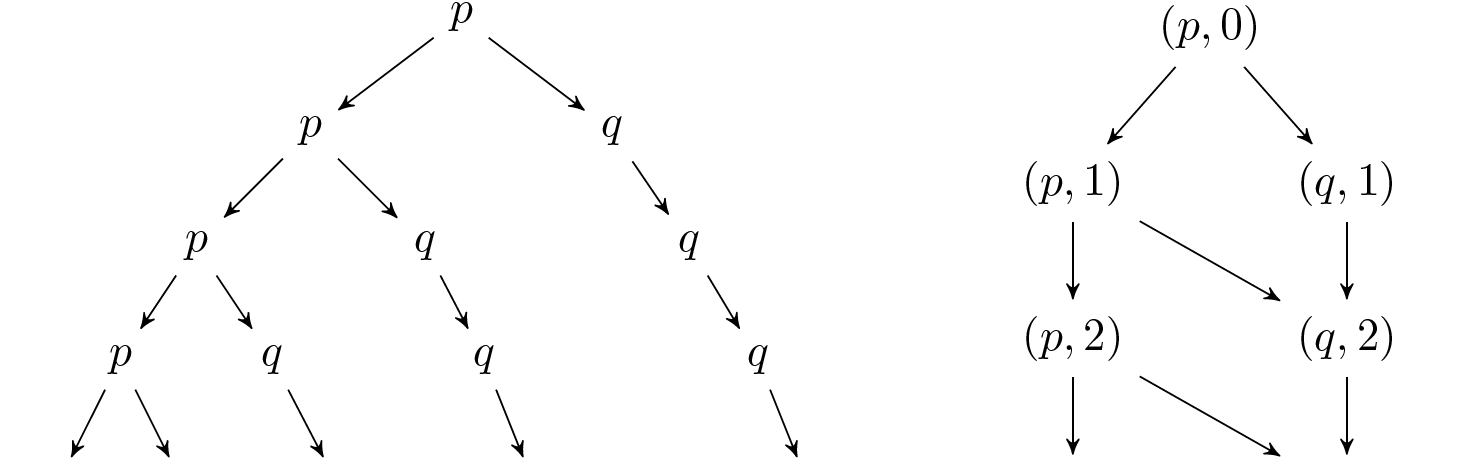 p
(p, 0)
p q
(p, 1) (q, 1)
p q q
(p, 2) (q, 2)
p q q q